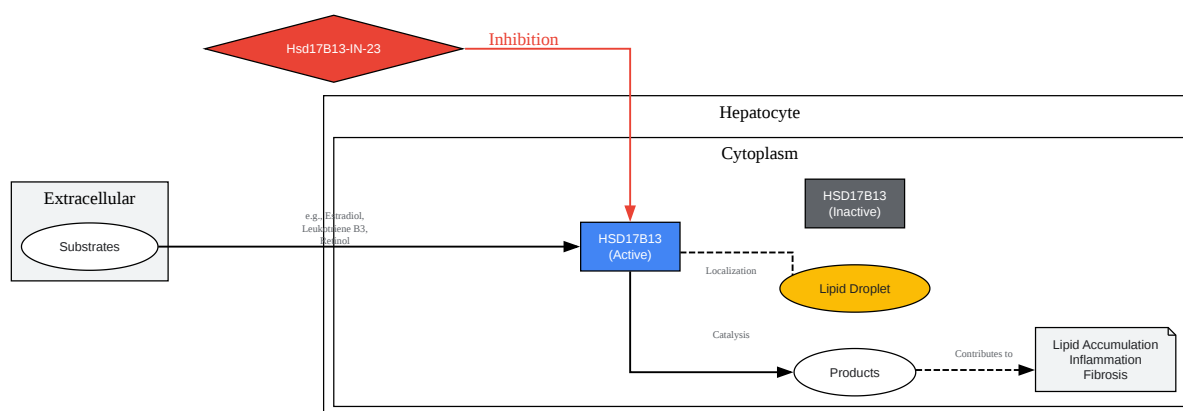 Hsd17B13-IN-23
Inhibition
Hepatocyte
Cytoplasm
Extracellular
Substrates
e.g., Estradiol,
Leukotriene B3,
Retinol
HSD17B13
(Active)
HSD17B13
(Inactive)
Localization
Lipid Droplet
Catalysis
Products
Contributes to
Lipid Accumulation
Inflammation
Fibrosis